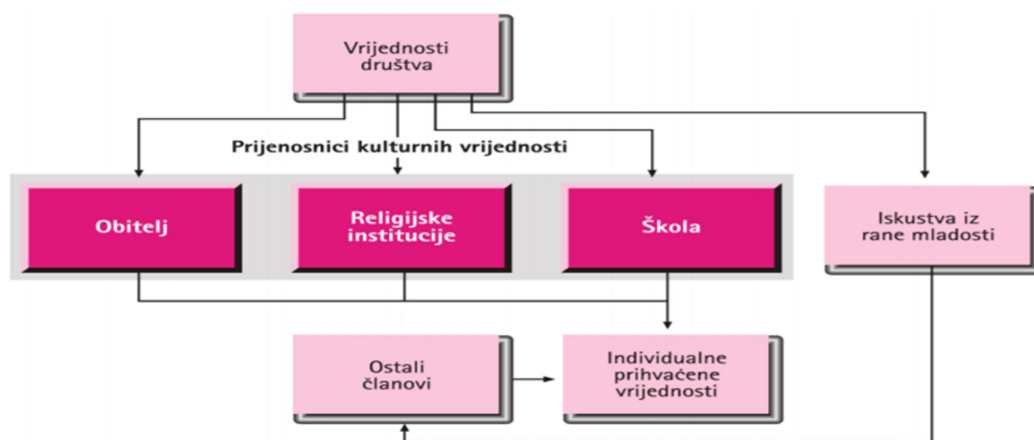 Vrijednosti
društva
Prijenosnici kulturnih vrijednosti
Obitelj
Religijske
institucije
Škola
Iskustva iz
rane mladosti
Ostali
članovi
Individualne
prihvaćene
vrijednosti